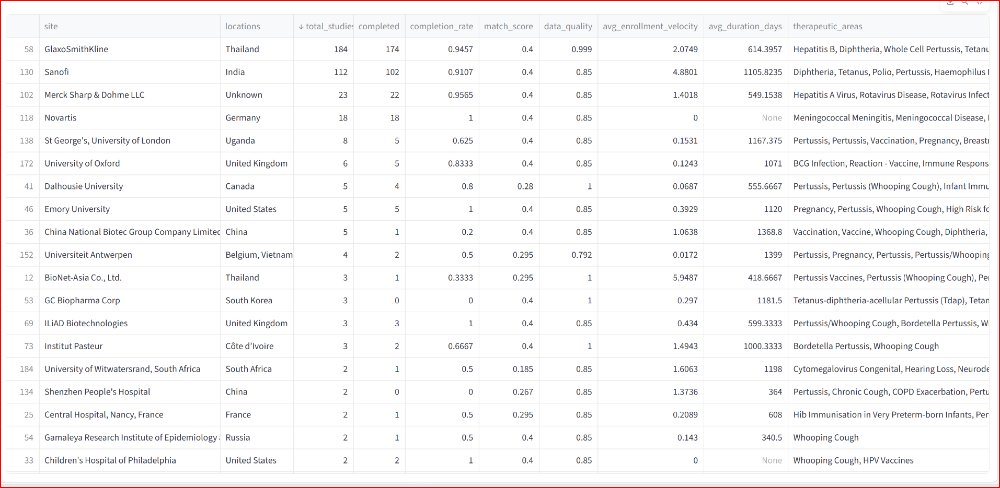 site locations ↓ total_studies completed completion_rate match_score data_quality avg_enrollment_velocity avg_duration_days therapeutic_areas
58 GlaxoSmithKline Thailand 184 174 0.9457 0.4 0.999 2.0749 614.3957 Hepatitis B, Diphtheria, Whole Cell Pertussis, Tetanu
130 Sanofi India 112 102 0.9107 0.4 0.85 4.8801 1105.8235 Diphtheria, Tetanus, Polio, Pertussis, Haemophilus I
102 Merck Sharp & Dohme LLC Unknown 23 22 0.9565 0.4 0.85 1.4018 549.1538 Hepatitis A Virus, Rotavirus Disease, Rotavirus Infect
118 Novartis Germany 18 18 1 0.4 0.85 0 None Meningococcal Meningitis, Meningococcal Disease,
138 St George's, University of London Uganda 8 5 0.625 0.4 0.85 0.1531 1167.375 Pertussis, Pertussis, Vaccination, Pregnancy, Breast
172 University of Oxford United Kingdom 6 5 0.8333 0.4 0.85 0.1243 1071 BCG Infection, Reaction - Vaccine, Immune Respons
41 Dalhousie University Canada 5 4 0.8 0.28 1 0.0687 555.6667 Pertussis, Pertussis (Whooping Cough), Infant Immu
46 Emory University United States 5 5 1 0.4 0.85 0.3929 1120 Pregnancy, Pertussis, Whooping Cough, High Risk fo
36 China National Biotec Group Company Limited China 5 1 0.2 0.4 0.85 1.0638 1368.8 Vaccination, Vaccine, Whooping Cough, Diphtheria,
152 Universiteit Antwerpen Belgium, Vietnam 4 2 0.5 0.295 0.792 0.0172 1399 Pertussis, Pregnancy, Pertussis, Pertussis/Whooping
12 BioNet-Asia Co., Ltd. Thailand 3 1 0.3333 0.295 1 5.9487 418.6667 Pertussis Vaccines, Pertussis (Whooping Cough), Per
53 GC Biopharma Corp South Korea 3 0 0 0.4 1 0.297 1181.5 Tetanus-diphtheria-acellular Pertussis (Tdap), Tetan
69 ILiAD Biotechnologies United Kingdom 3 3 1 0.4 0.85 0.434 599.3333 Pertussis/Whooping Cough, Bordetella Pertussis, W
73 Institut Pasteur Côte d’Ivoire 3 2 0.6667 0.4 1 1.4943 1000.3333 Bordetella Pertussis, Whooping Cough
184 University of Witwatersrand, South Africa South Africa 2 1 0.5 0.185 0.85 1.6063 1198 Cytomegalovirus Congenital, Hearing Loss, Neurode
134 Shenzhen People's Hospital China 2 0 0 0.267 0.85 1.3736 364 Pertussis, Chronic Cough, COPD Exacerbation, Pertu
25 Central Hospital, Nancy, France France 2 1 0.5 0.295 0.85 0.2089 608 Hib Immunisation in Very Preterm-born Infants, Per
54 Gamaleya Research Institute of Epidemiology Russia 2 1 0.5 0.4 0.85 0.143 340.5 Whooping Cough
33 Children's Hospital of Philadelphia United States 2 2 1 0.4 0.85 0 None Whooping Cough, HPV Vaccines